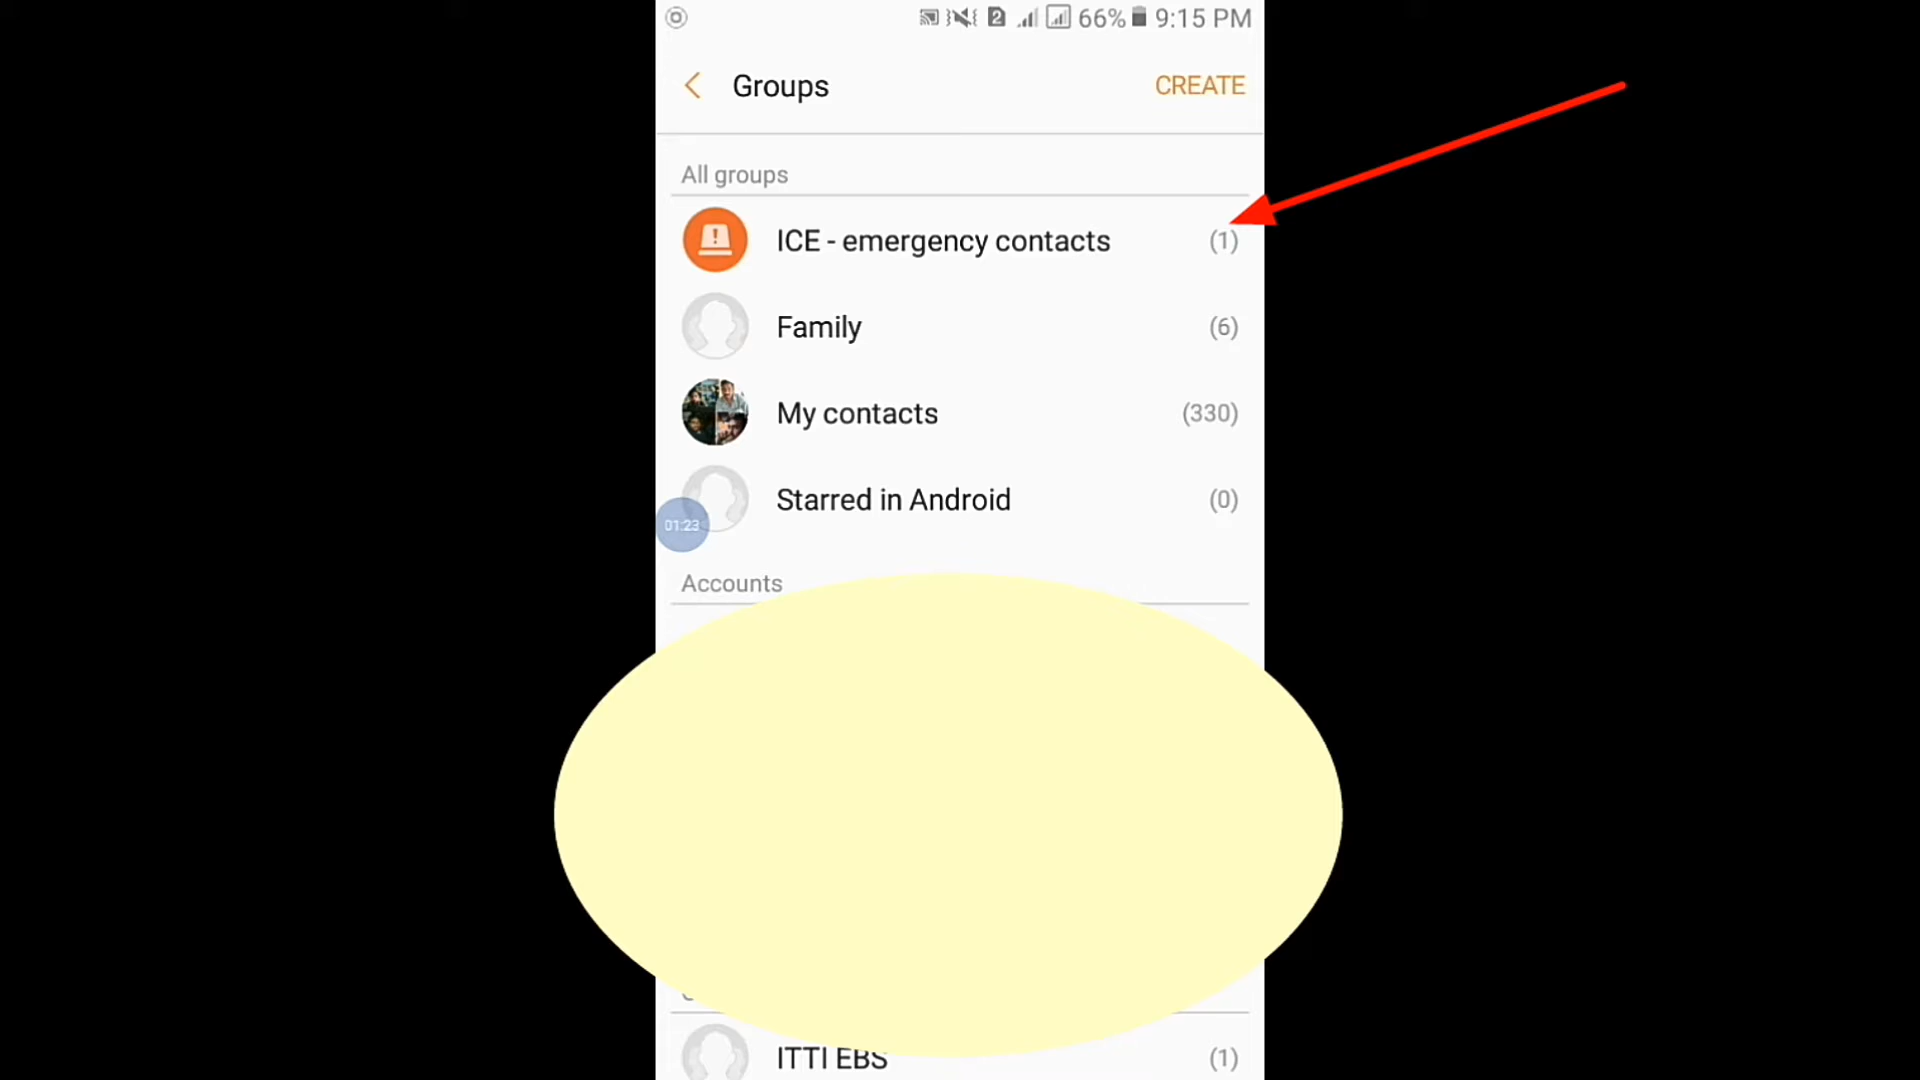 2 66% 9:15 PM
Groups CREATE
All groups
ICE - emergency contacts (1)
Family (6)
My contacts (330)
Starred in Android (0)
01:23
Accounts
ITTI EBS (1)